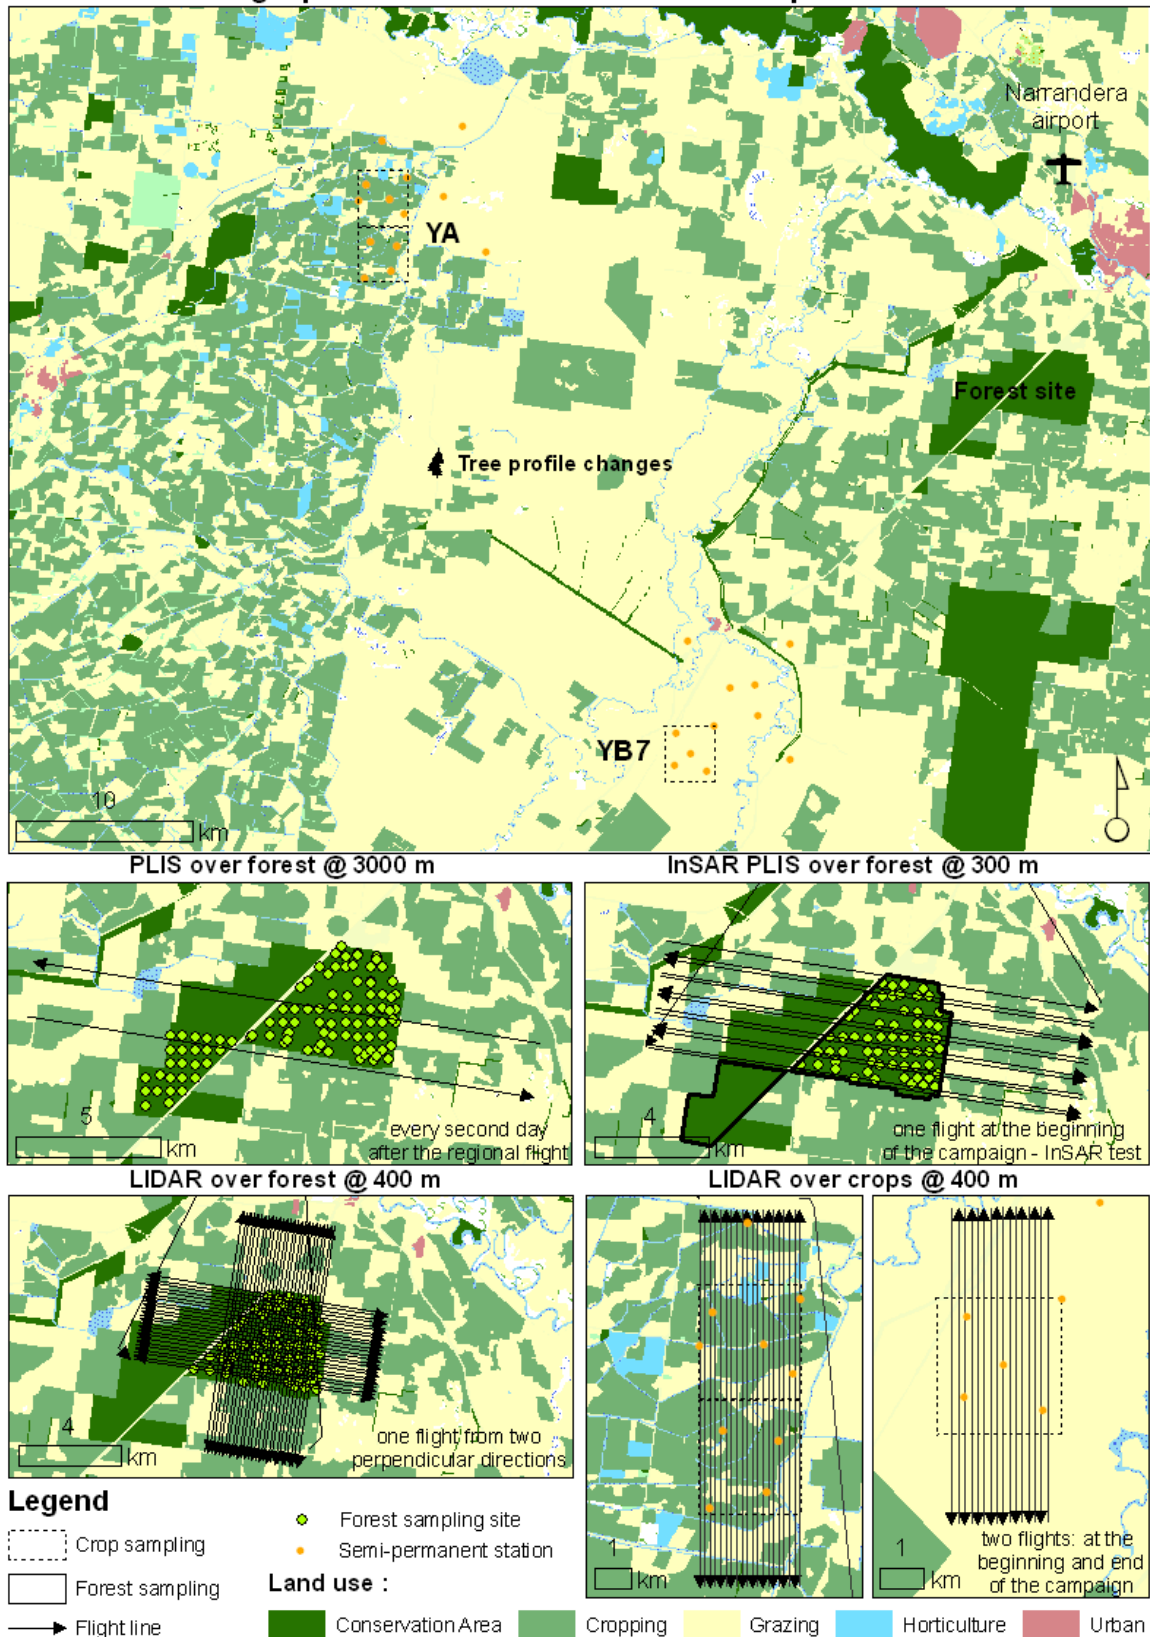 Narrandera
airport
YA
Forest site
Tree profile changes
YB7
10
km
PLIS over forest @ 3000 m
InSAR PLIS over forest @ 300 m
5
km
every second day
after the regional flight
4
km
one flight at the beginning
of the campaign - InSAR test
LIDAR over forest @ 400 m
LIDAR over crops @ 400 m
4
km
one flight from two
perpendicular directions
1
km
1
km
two flights: at the
beginning and end
of the campaign
Legend
Crop sampling
Forest sampling
Flight line
Forest sampling site
Semi-permanent station
Land use :
Conservation Area
Cropping
Grazing
Horticulture
Urban